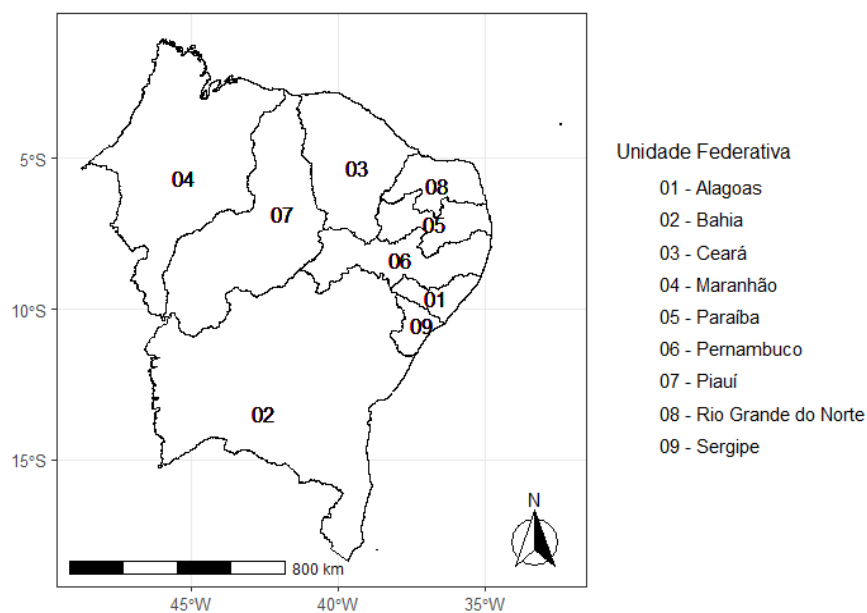 Unidade Federativa
01 - Alagoas
02 - Bahia
03 - Ceará
04 - Maranhão
05 - Paraíba
06 - Pernambuco
07 - Piauí
08 - Rio Grande do Norte
09 - Sergipe
5°S
10°S
15°S
04
03
08
07
05
06
01
09
02
N
800 km
45°W
40°W
35°W